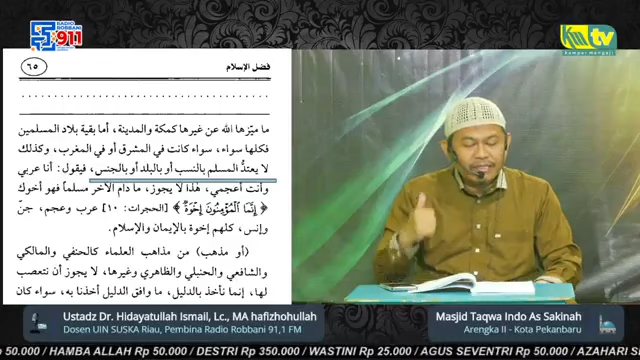 RADIO
ROBBANI
911
KM tv
kampar mengaji
٦٥
فضل الإسلام
ما ميّزها الله عن غيرها كمكة والمدينة، أما بقية بلاد المسلمين
فكلها سواء، سواء كانت في المشرق أو في المغرب، وكذلك
لا يعتدُّ المسلم بالنسب أو بالبلد أو بالجنس، فيقول: أنا عربي
وأنت أعجمي، لهذا لا يجوز، ما دام الآخر مسلماً فهو أخوك
﴿إِنَّمَا الْمُؤْمِنُونَ إِخْوَةٌ﴾ [الحجرات: ١٠] عرب وعجم، جنّ
وإنس، كلهم إخوة بالإيمان والإسلام.
(أو مذهب) من مذاهب العلماء كالحنفي والمالكي
والشافعي والحنبلي والظاهري وغيرها، لا يجوز أن نتعصب
لها، إنما نأخذ بالدليل، ما وافق الدليل أخذنا به، سواء كان
Ustadz Dr. Hidayatullah Ismail, Lc., MA hafizhohullah
Dosen UIN SUSKA Riau, Pembina Radio Robbani 91,1 FM
Masjid Taqwa Indo As Sakinah
Arengka II - Kota Pekanbaru
50.000 / HAMBA ALLAH Rp 50.000 / DESTRI Rp 350,000 / WASTINI Rp 25.000 / AGUS SEVENTRI Rp 50.000 / AZAHARI S